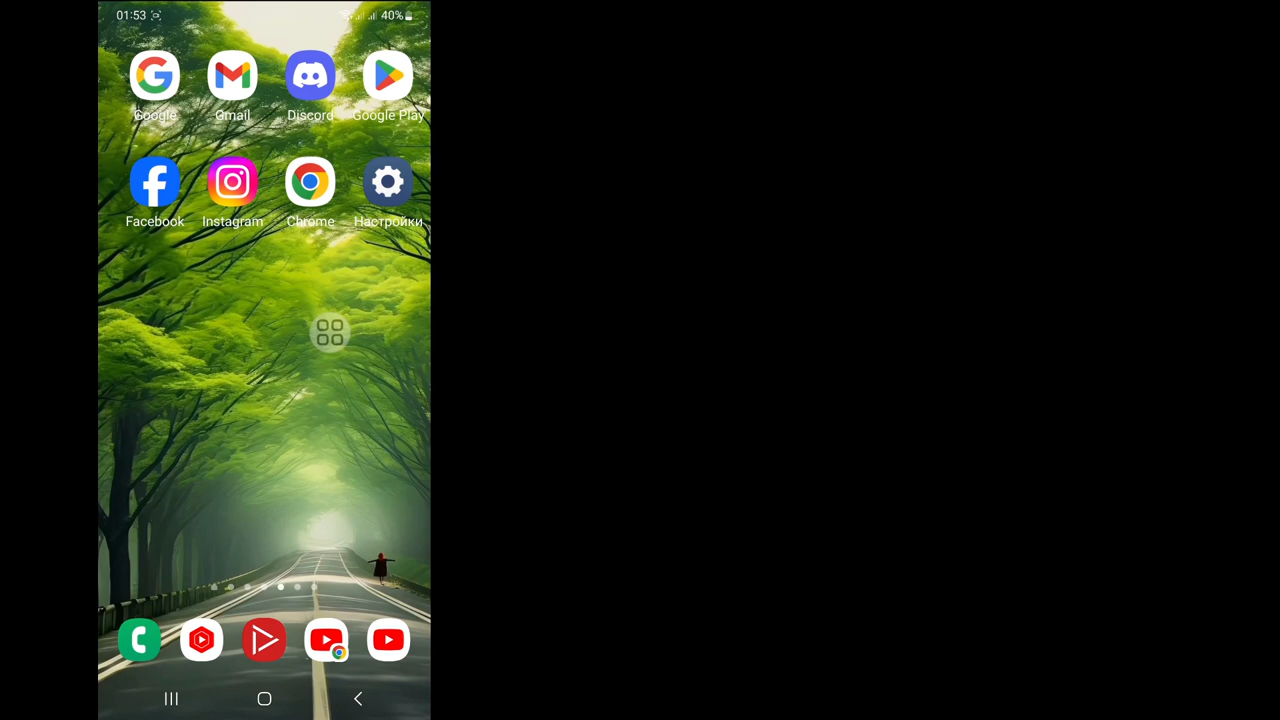 01:53 40%
Google Gmail Discord Google Play
Facebook Instagram Chrome Настройки